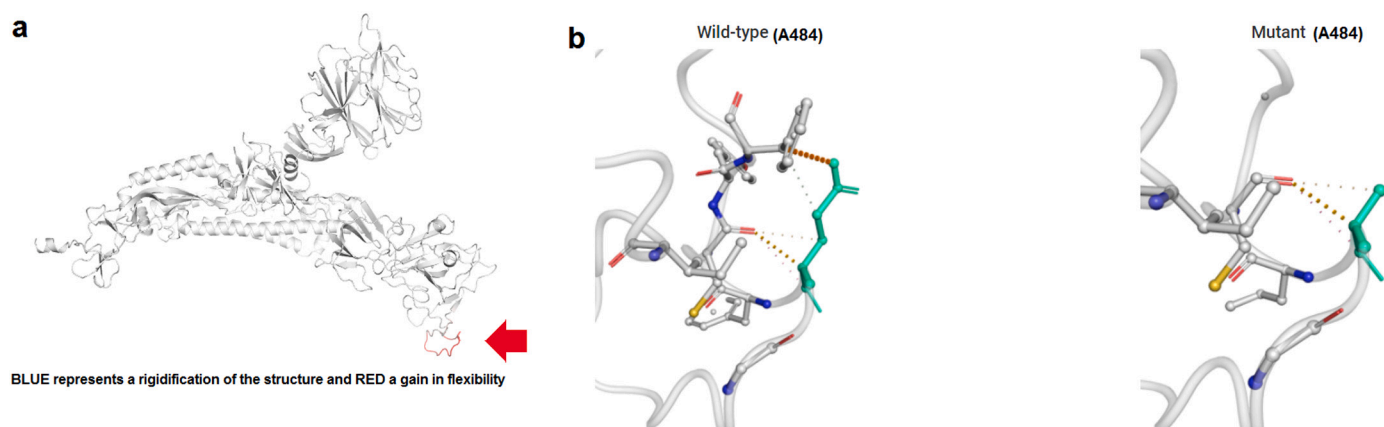 a
b
Wild-type (A484)
Mutant (A484)
BLUE represents a rigidification of the structure and RED a gain in flexibility